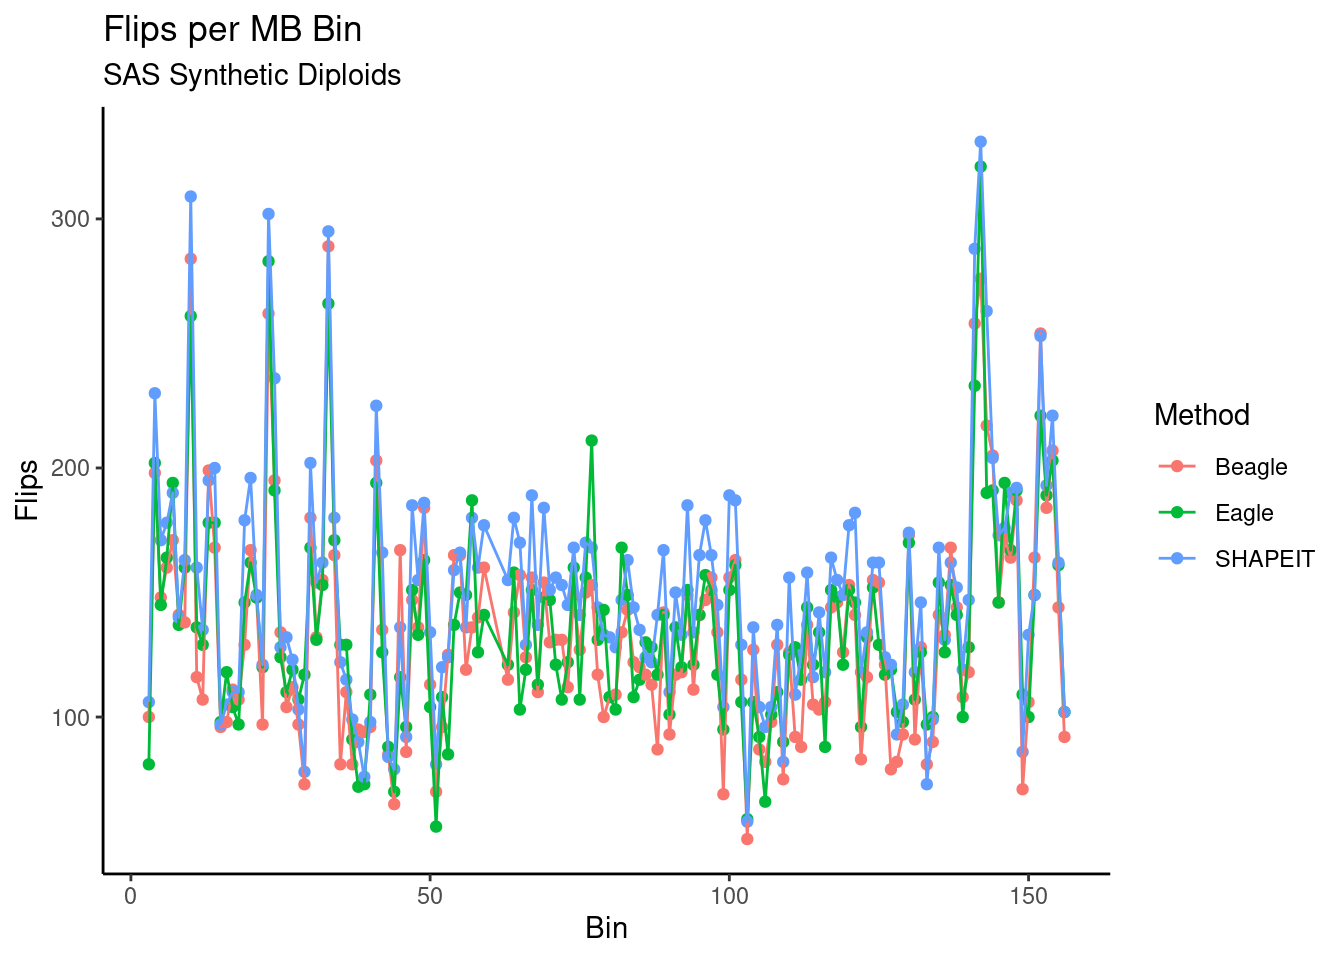 Flips per MB Bin
SAS Synthetic Diploids
300
200
100
Flips
0 50 100 150
Bin
Method
Beagle
Eagle
SHAPEIT